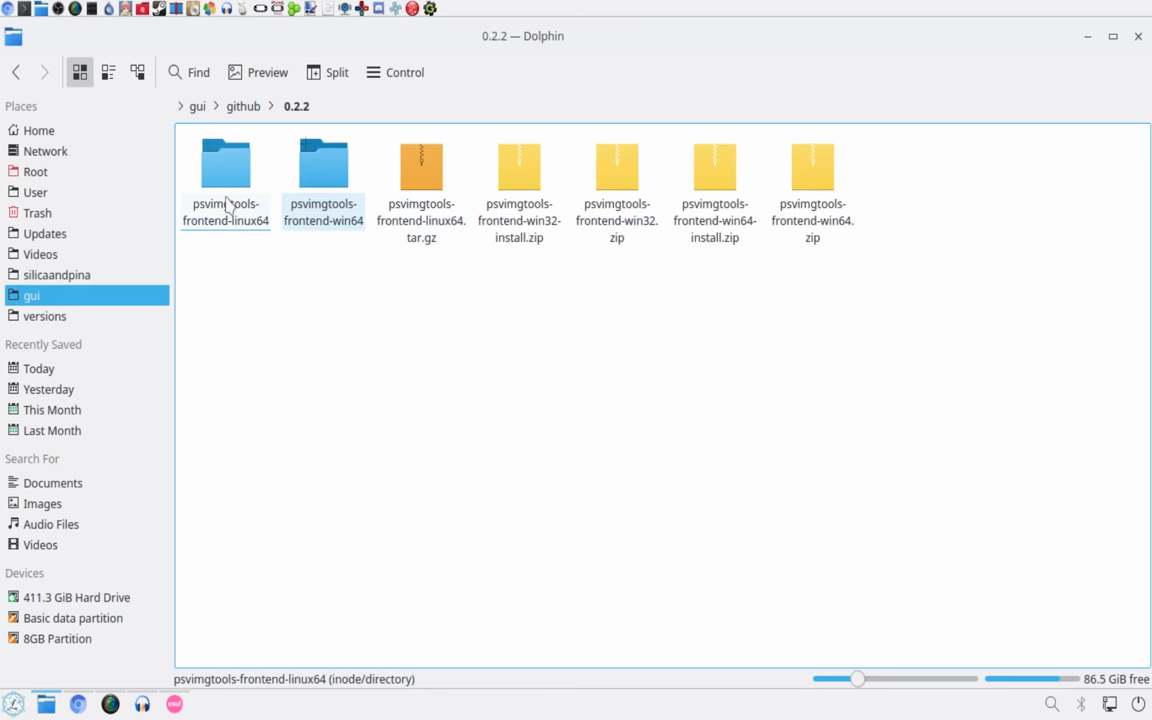 0.2.2 — Dolphin
Find
Preview
Split
Control
gui
github
0.2.2
Places
Home
Network
Root
User
Trash
Updates
Videos
silicaandpina
gui
versions
Recently Saved
Today
Yesterday
This Month
Last Month
Search For
Documents
Images
Audio Files
Videos
Devices
411.3 GiB Hard Drive
Basic data partition
8GB Partition
psvimgtools-
frontend-linux64
psvimgtools-
frontend-win64
psvimgtools-
frontend-linux64.
tar.gz
psvimgtools-
frontend-win32-
install.zip
psvimgtools-
frontend-win32.
zip
psvimgtools-
frontend-win64-
install.zip
psvimgtools-
frontend-win64.
zip
psvimgtools-frontend-linux64 (inode/directory)
86.5 GiB free
osu!